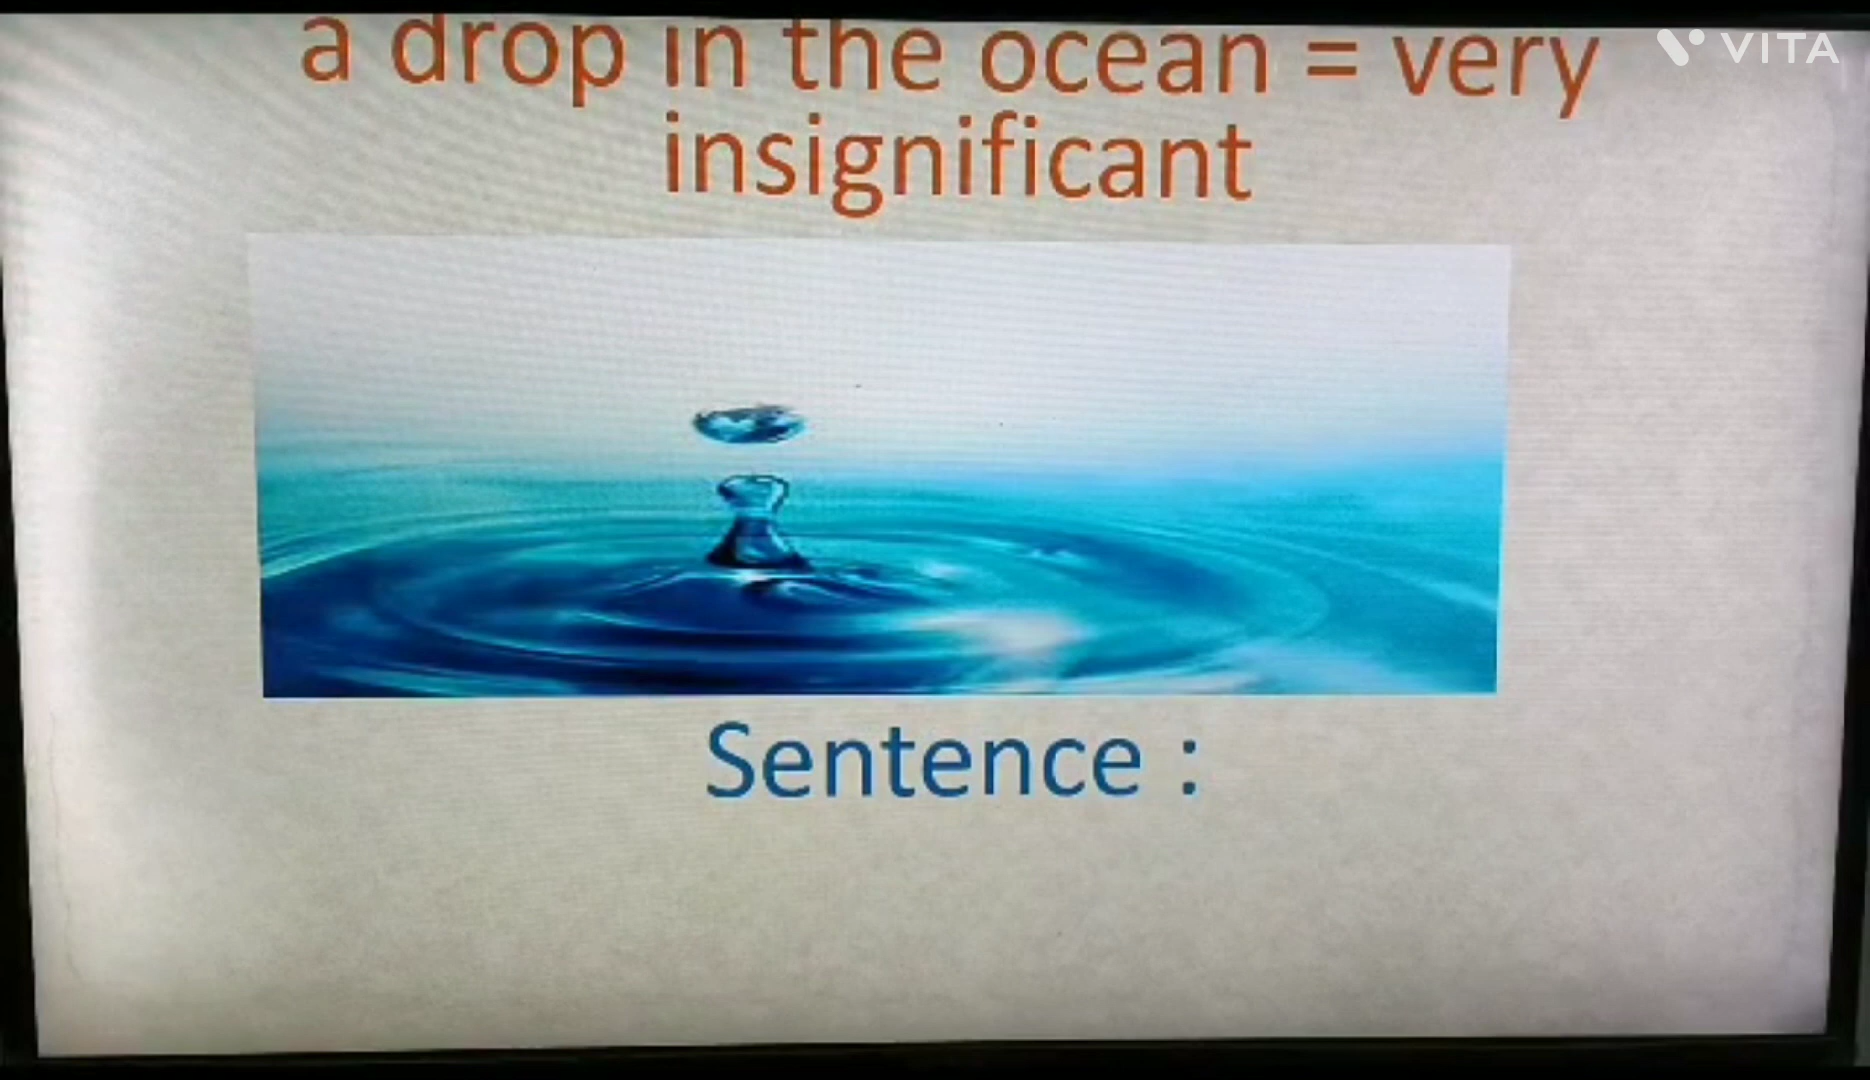 a drop in the ocean = very
VITA
insignificant
Sentence :